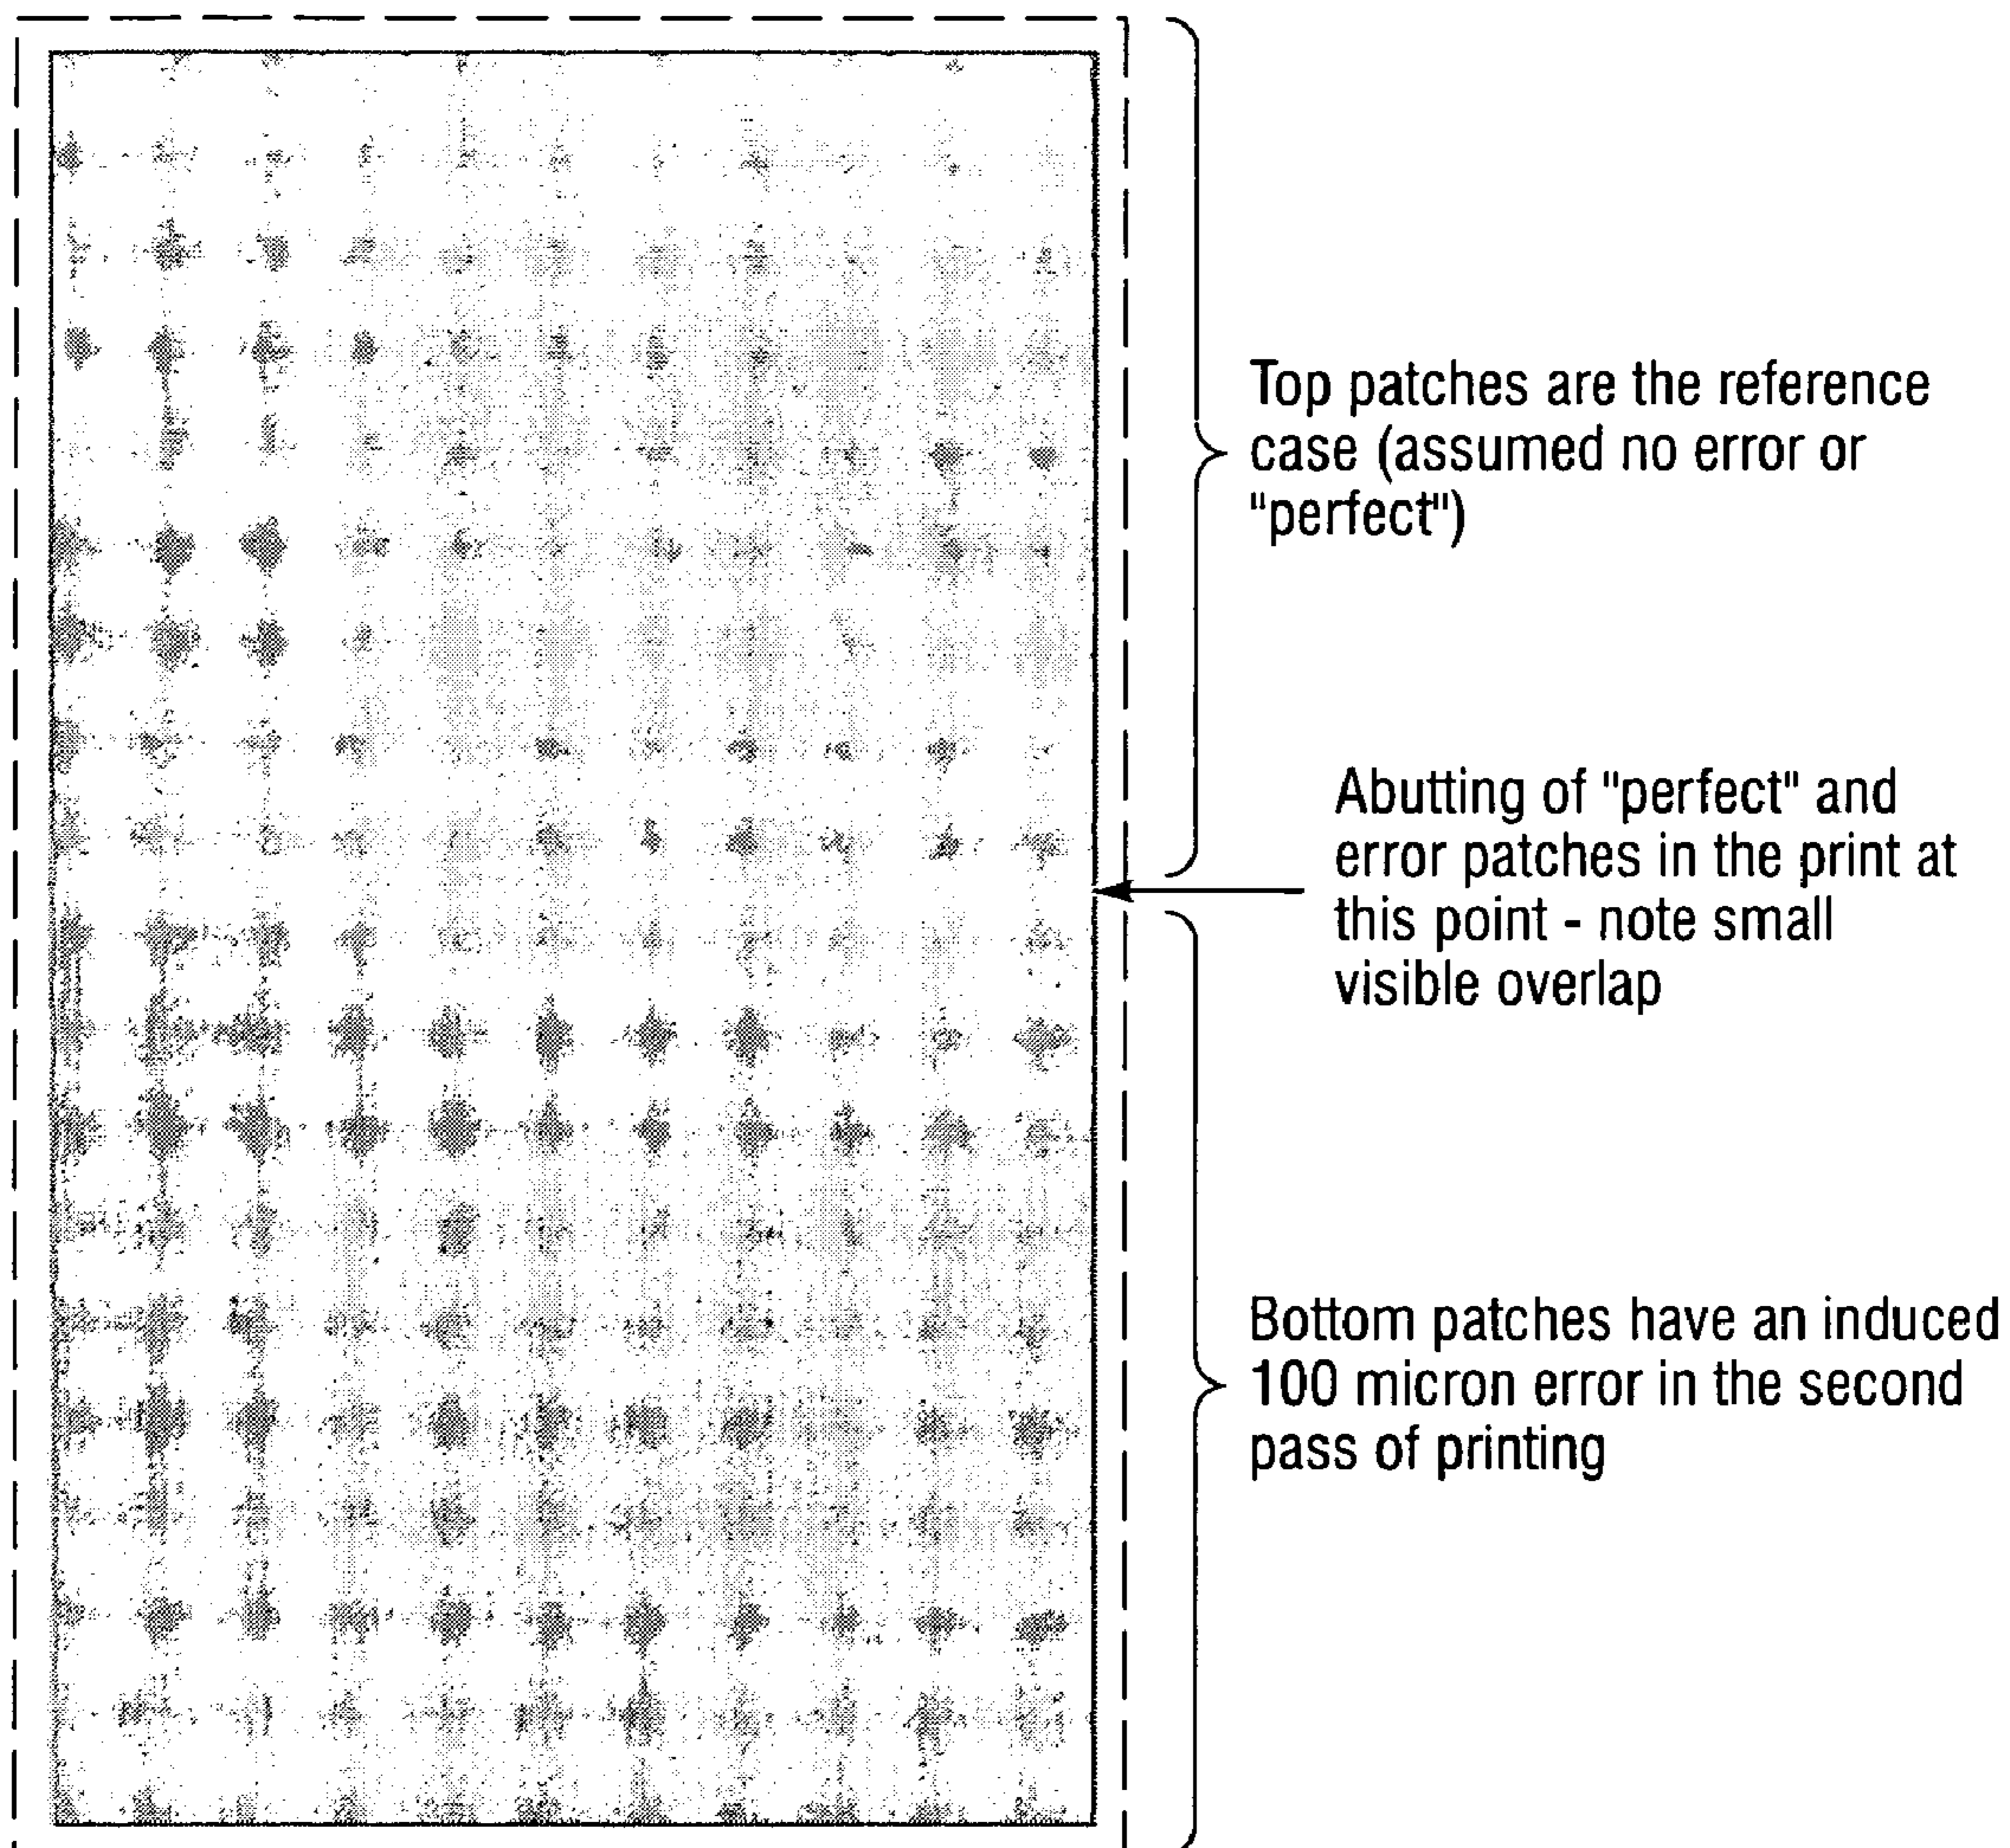 Top patches are the reference
case (assumed no error or
"perfect")
Abutting of "perfect" and
error patches in the print at
this point - note small
visible overlap
Bottom patches have an induced
100 micron error in the second
pass of printing